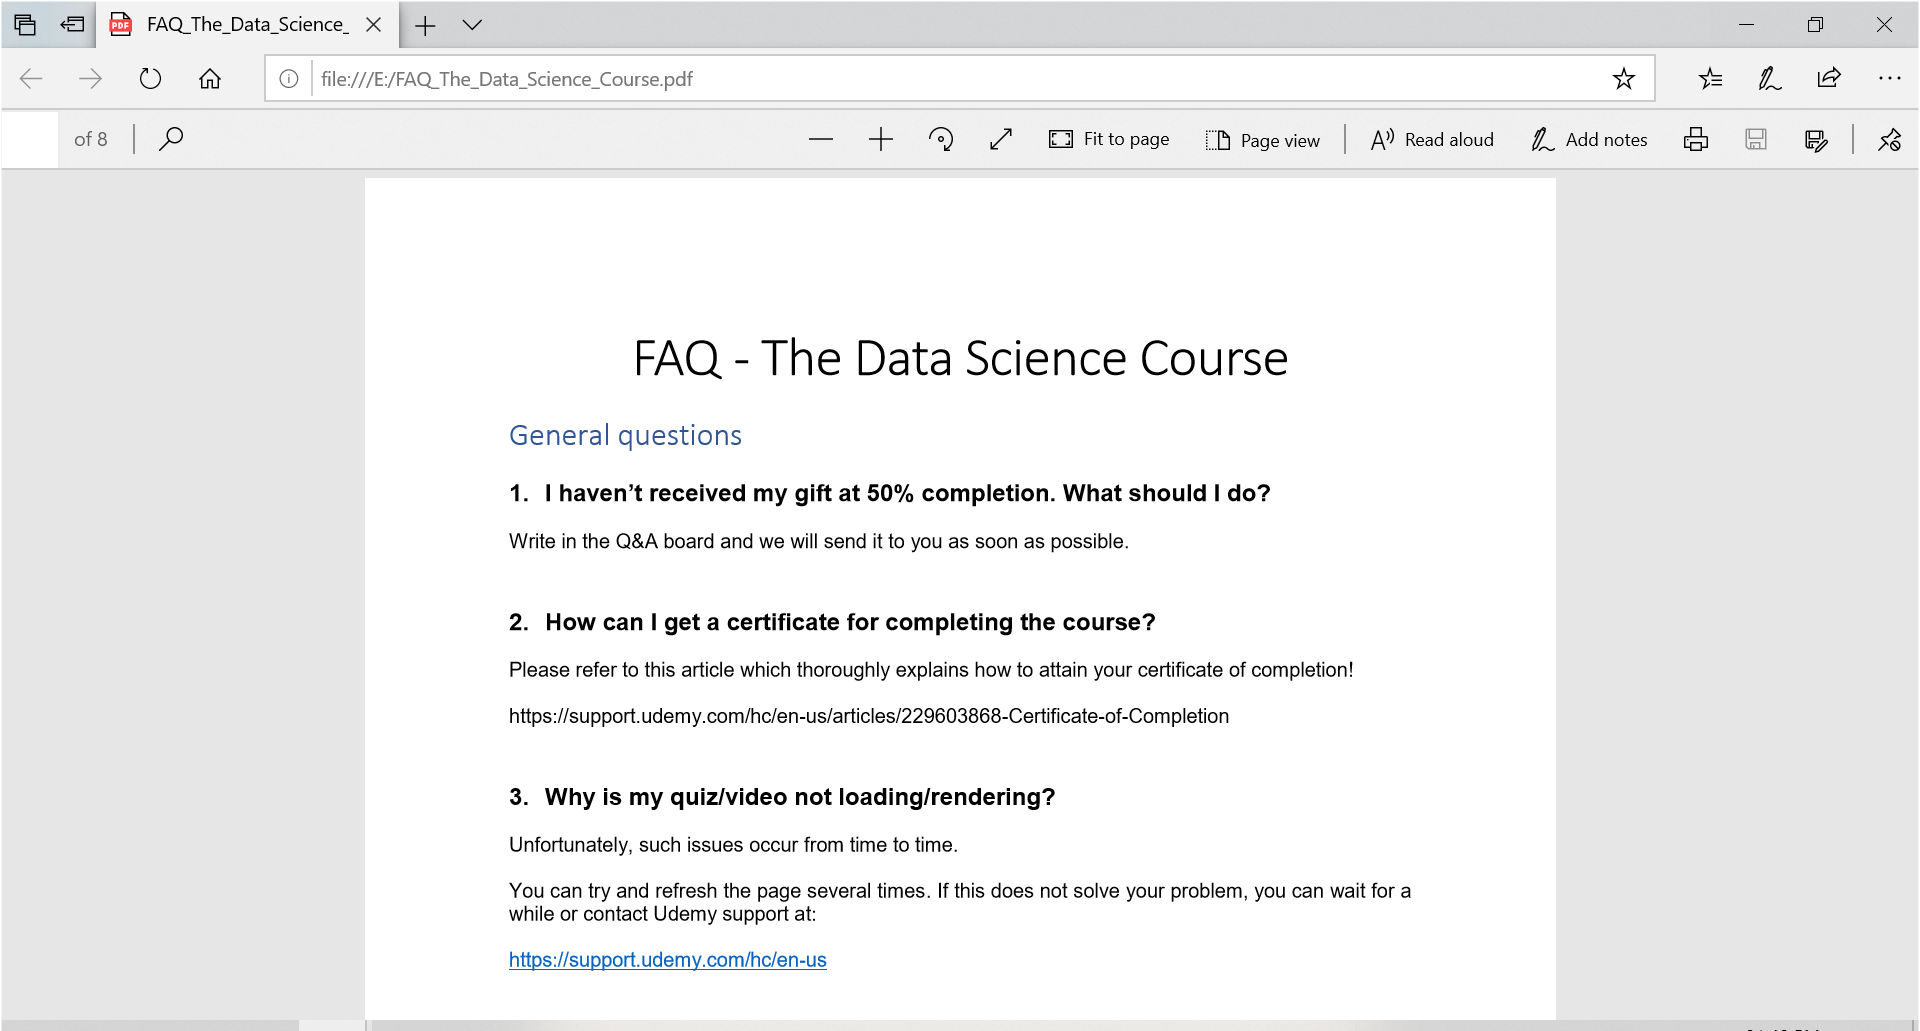 FAQ_The_Data_Science_
file:///E:/FAQ_The_Data_Science_Course.pdf
of 8
Fit to page
Page view
Read aloud
Add notes
FAQ - The Data Science Course
General questions
1. I haven’t received my gift at 50% completion. What should I do?
Write in the Q&A board and we will send it to you as soon as possible.
2. How can I get a certificate for completing the course?
Please refer to this article which thoroughly explains how to attain your certificate of completion!
https://support.udemy.com/hc/en-us/articles/229603868-Certificate-of-Completion
3. Why is my quiz/video not loading/rendering?
Unfortunately, such issues occur from time to time.
You can try and refresh the page several times. If this does not solve your problem, you can wait for a
while or contact Udemy support at:
https://support.udemy.com/hc/en-us